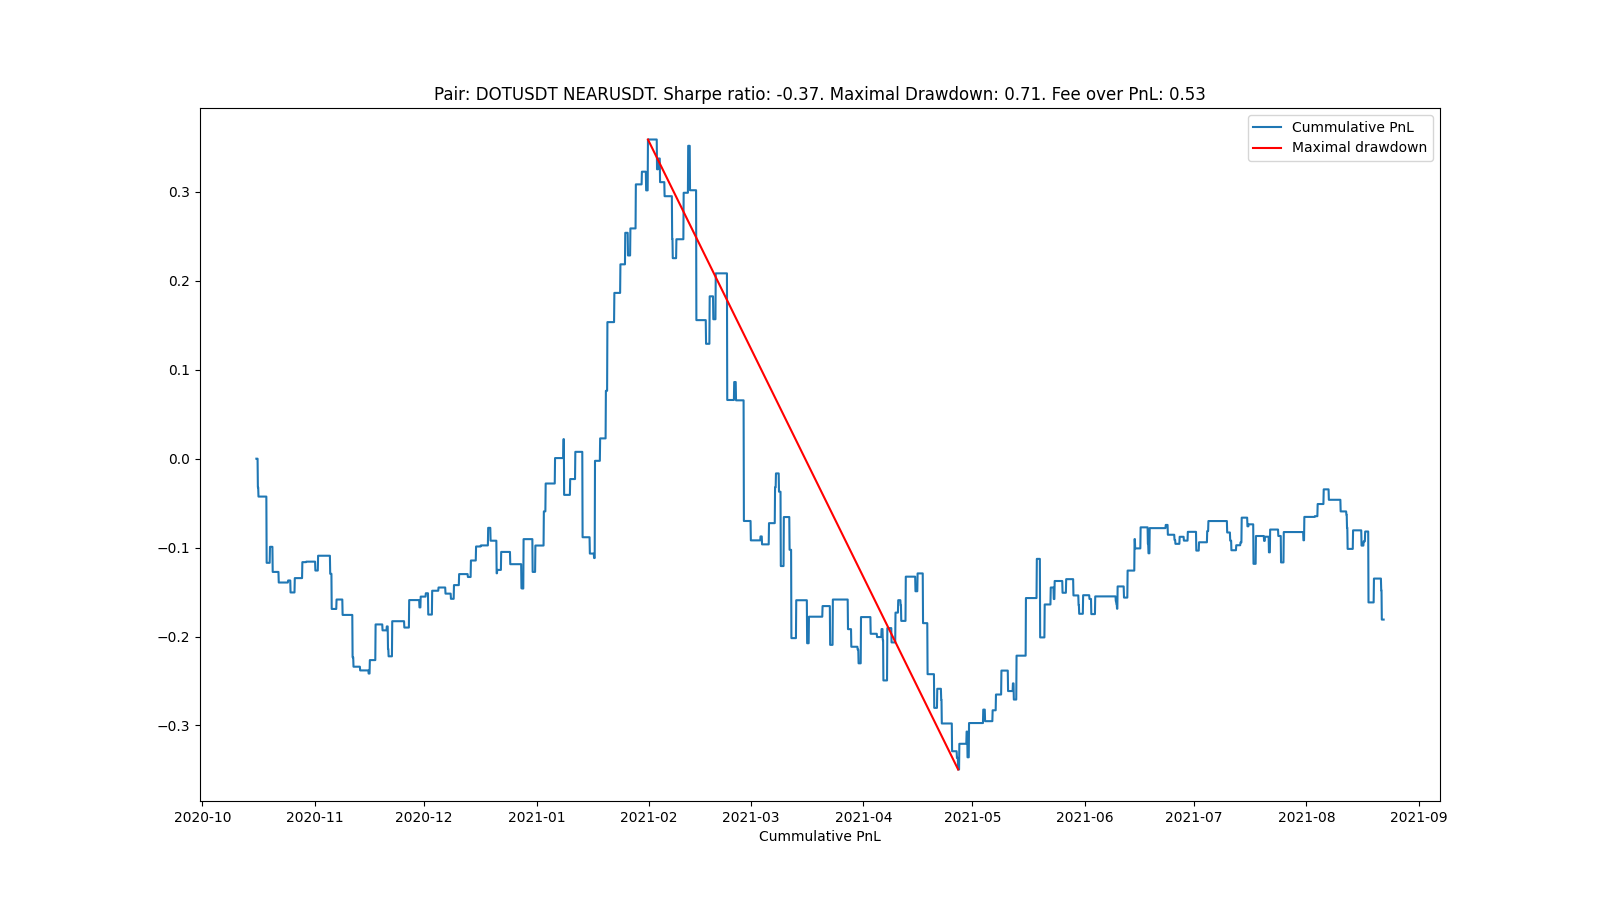 Pair: DOTUSDT NEARUSDT. Sharpe ratio: -0.37. Maximal Drawdown: 0.71. Fee over PnL: 0.53
Cummulative PnL
Maximal drawdown
0.3
0.2
0.1
0.0
−0.1
−0.2
−0.3
2020-10 2020-11 2020-12 2021-01 2021-02 2021-03 2021-04 2021-05 2021-06 2021-07 2021-08 2021-09
Cummulative PnL